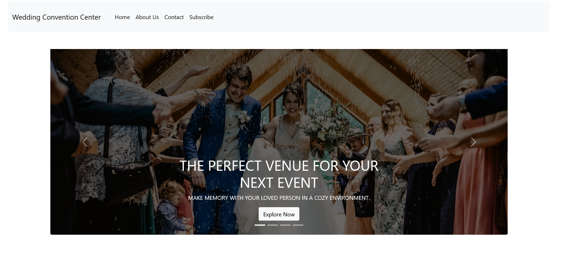 Wedding Convention Center
Home About Us Contact Subscribe
THE PERFECT VENUE FOR YOUR
NEXT EVENT
MAKE MEMORY WITH YOUR LOVED PERSON IN A COZY ENVIRONMENT.
Explore Now